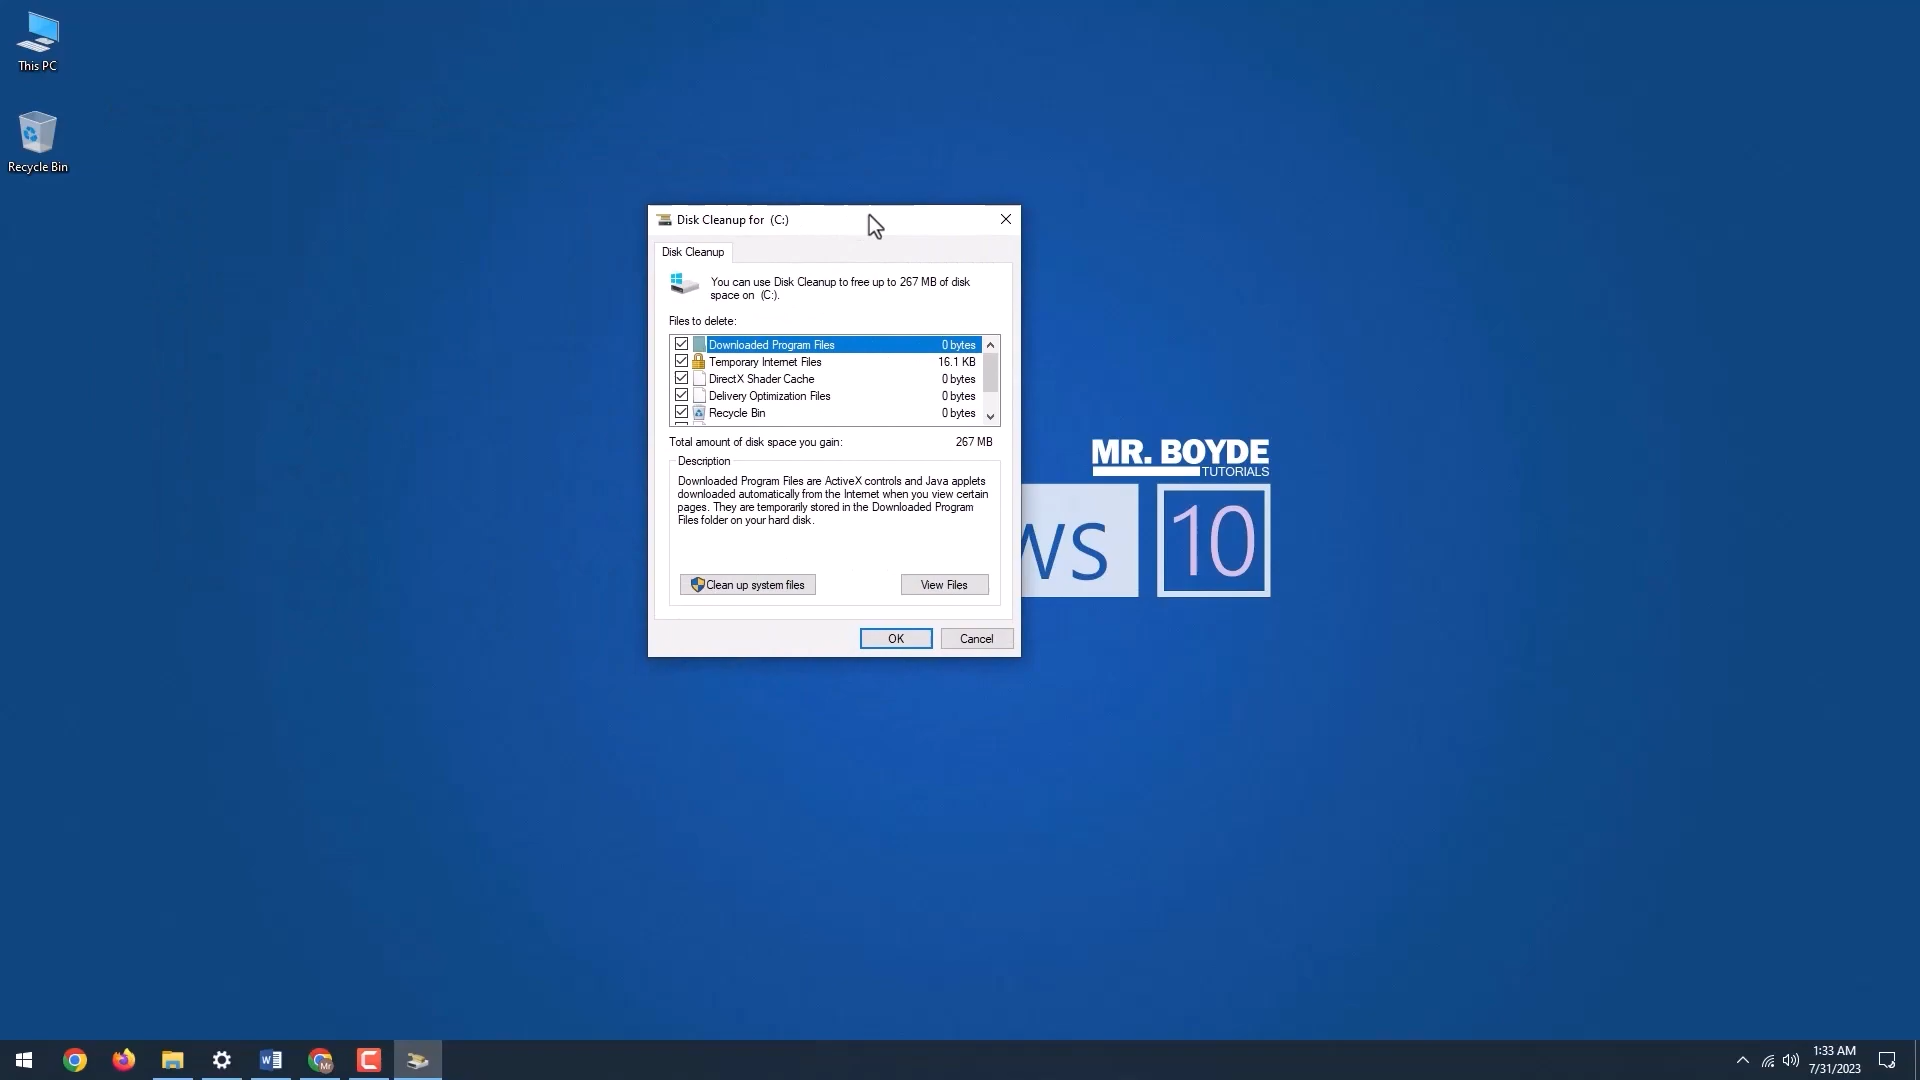 This PC
Recycle Bin
Disk Cleanup for (C:)
Disk Cleanup
You can use Disk Cleanup to free up to 267 MB of disk
space on (C:).
Files to delete:
Downloaded Program Files 0 bytes
Temporary Internet Files 16.1 KB
DirectX Shader Cache 0 bytes
Delivery Optimization Files 0 bytes
Recycle Bin 0 bytes
Total amount of disk space you gain: 267 MB
Description
Downloaded Program Files are ActiveX controls and Java applets
downloaded automatically from the Internet when you view certain
pages. They are temporarily stored in the Downloaded Program
Files folder on your hard disk.
Clean up system files
View Files
OK
Cancel
MR. BOYDE
TUTORIALS
WS 10
W
Mr
1:33 AM
7/31/2023